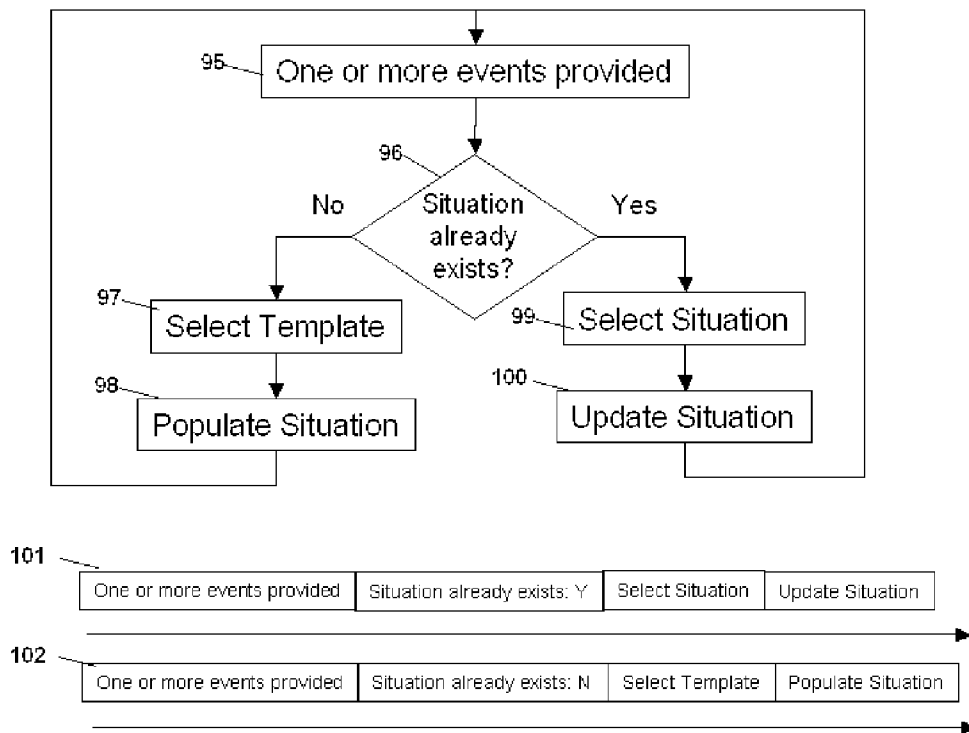 95
One or more events provided
96
No
Situation
already
exists?
Yes
97
Select Template
99
Select Situation
98
Populate Situation
100
Update Situation
101
One or more events provided
Situation already exists: Y
Select Situation
Update Situation
102
One or more events provided
Situation already exists: N
Select Template
Populate Situation